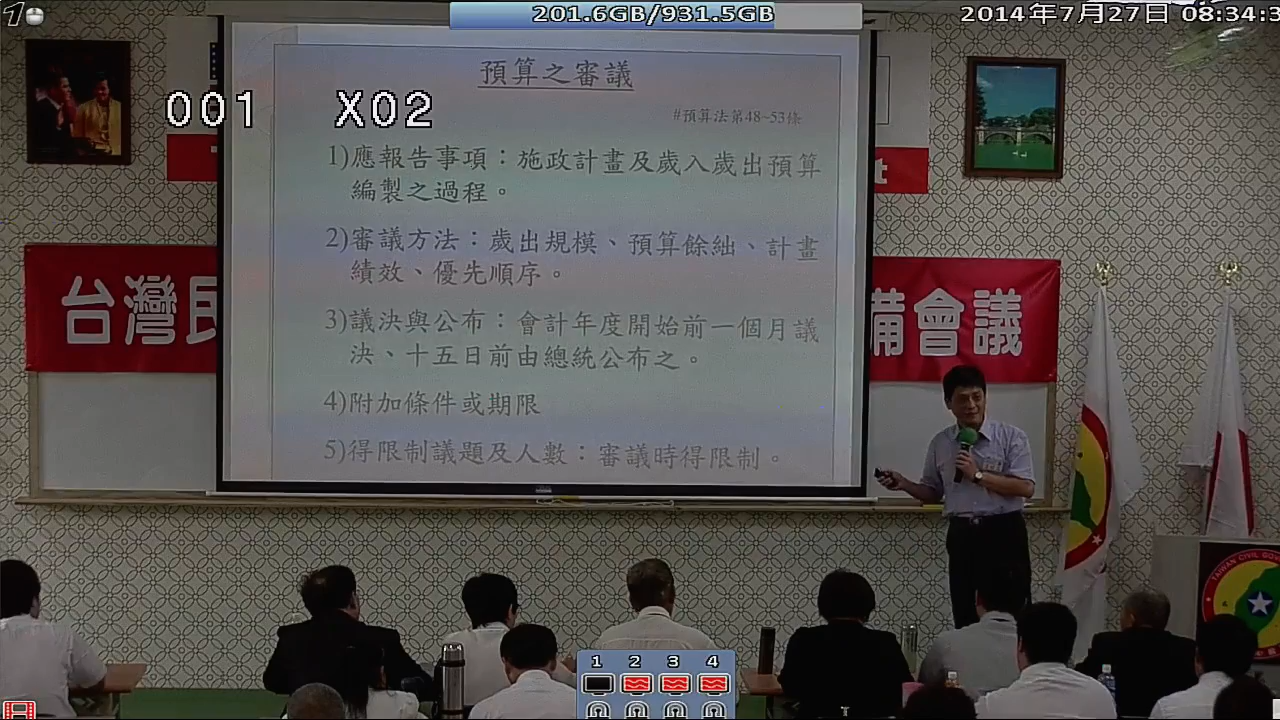 201.6GB/931.5GB
2014年7月27日 08:34:3
001 X02
預算之審議
#預算法第48~53條
1)應報告事項：施政計畫及歲入歲出預算
編製之過程。
2)審議方法：歲出規模、預算餘絀、計畫
績效、優先順序。
3)議決與公布：會計年度開始前一個月議
決、十五日前由總統公布之。
4)附加條件或期限
5)得限制議題及人數：審議時得限制。
t
台灣民
備會議
TAIWAN CIVIL GOV
1 2 3 4